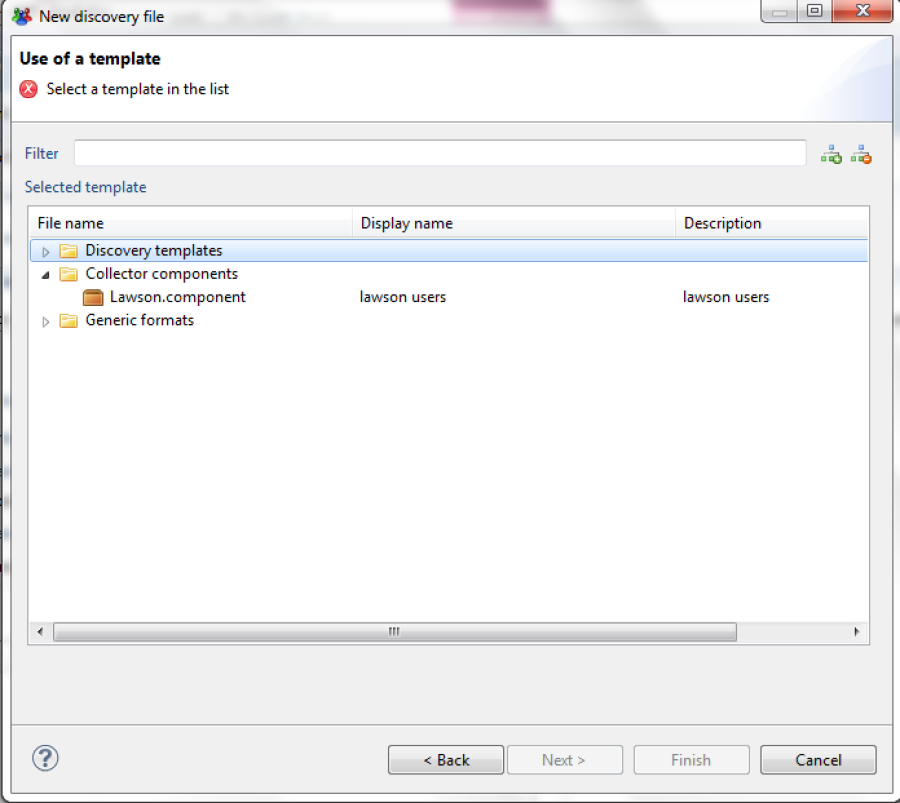 New discovery file
Use of a template
Select a template in the list
Filter
Selected template
File name Display name Description
Discovery templates
Collector components
Lawson.component lawson users lawson users
Generic formats
< Back Next > Finish Cancel